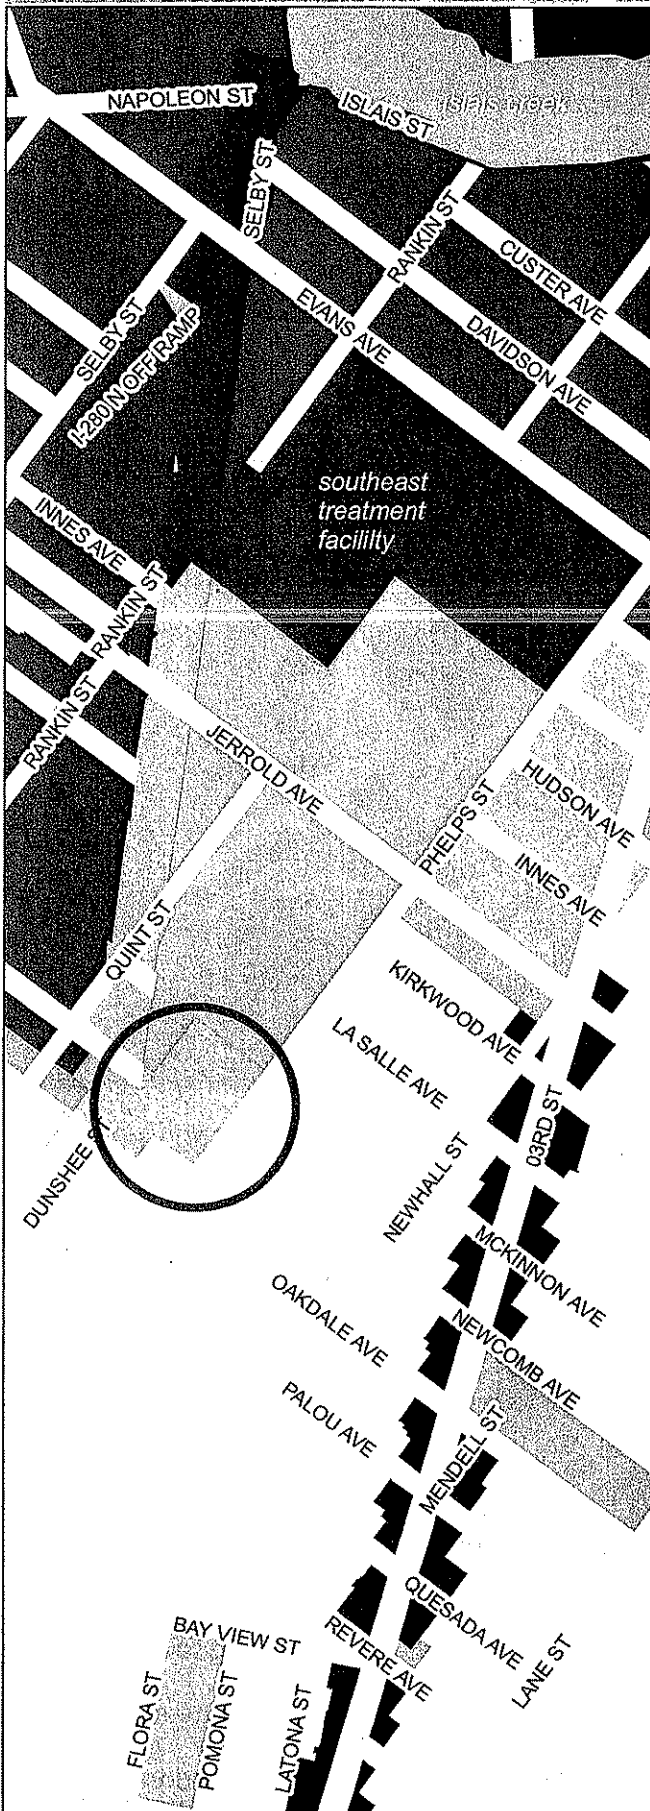 NAPOLEON ST
ISLAIS ST
islais creek
SELBY ST
RANKIN ST
CUSTER AVE
EVANS AVE
DAVIDSON AVE
SELBY ST
I-280 N OFF RAMP
southeast
treatment
facililty
INNES AVE
RANKIN ST
RANKIN ST
JERROLD AVE
PHELPS ST
HUDSON AVE
INNES AVE
QUINT ST
KIRKWOOD AVE
LA SALLE AVE
03RD ST
DUNSHEE ST
NEWHALL ST
MCKINNON AVE
OAKDALE AVE
NEWCOMB AVE
PALOU AVE
MENDELL ST
QUESADA AVE
BAY VIEW ST
REVERE AVE
LANE ST
FLORA ST
POMONA ST
LATONA ST